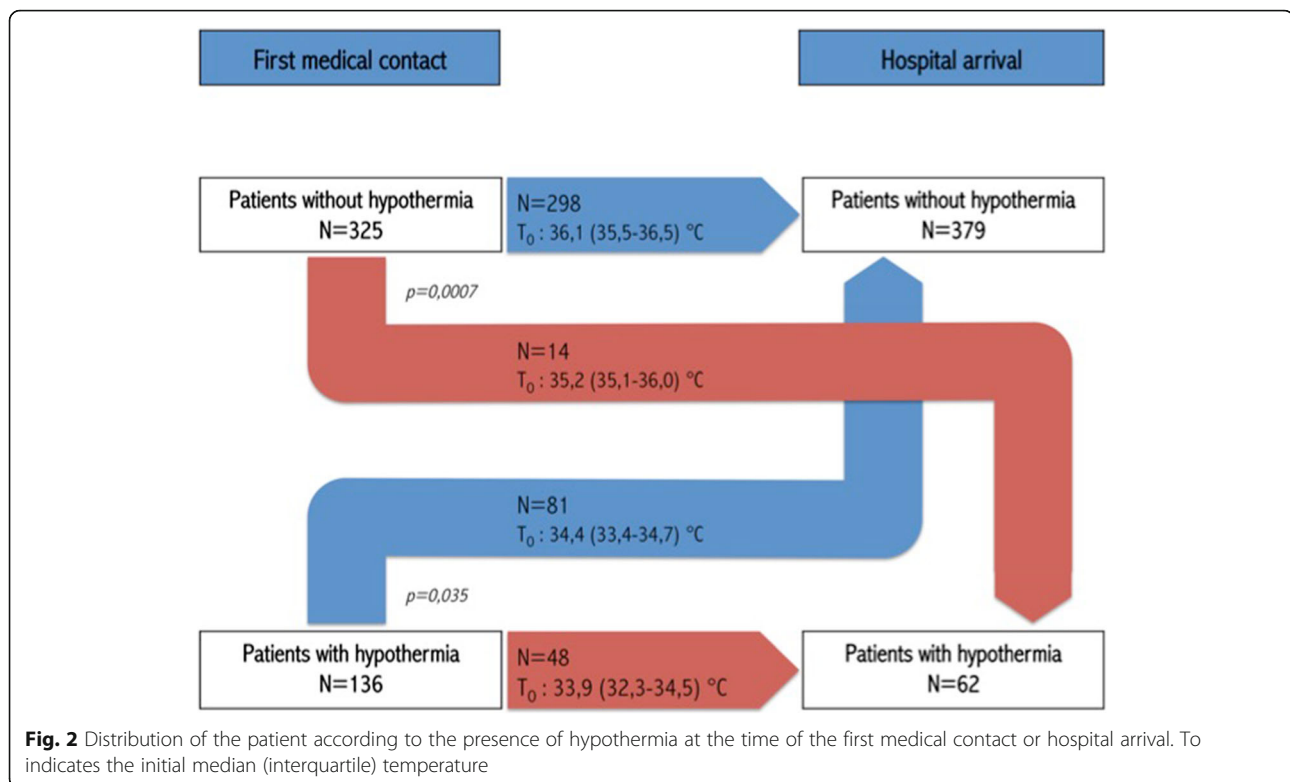 First medical contact
Hospital arrival
Patients without hypothermia
N=325
N=298
T₀ : 36,1 (35,5-36,5) °C
Patients without hypothermia
N=379
p=0,0007
N=14
T₀ : 35,2 (35,1-36,0) °C
N=81
T₀ : 34,4 (33,4-34,7) °C
p=0,035
Patients with hypothermia
N=136
N=48
T₀ : 33,9 (32,3-34,5) °C
Patients with hypothermia
N=62
Fig. 2 Distribution of the patient according to the presence of hypothermia at the time of the first medical contact or hospital arrival. To
indicates the initial median (interquartile) temperature